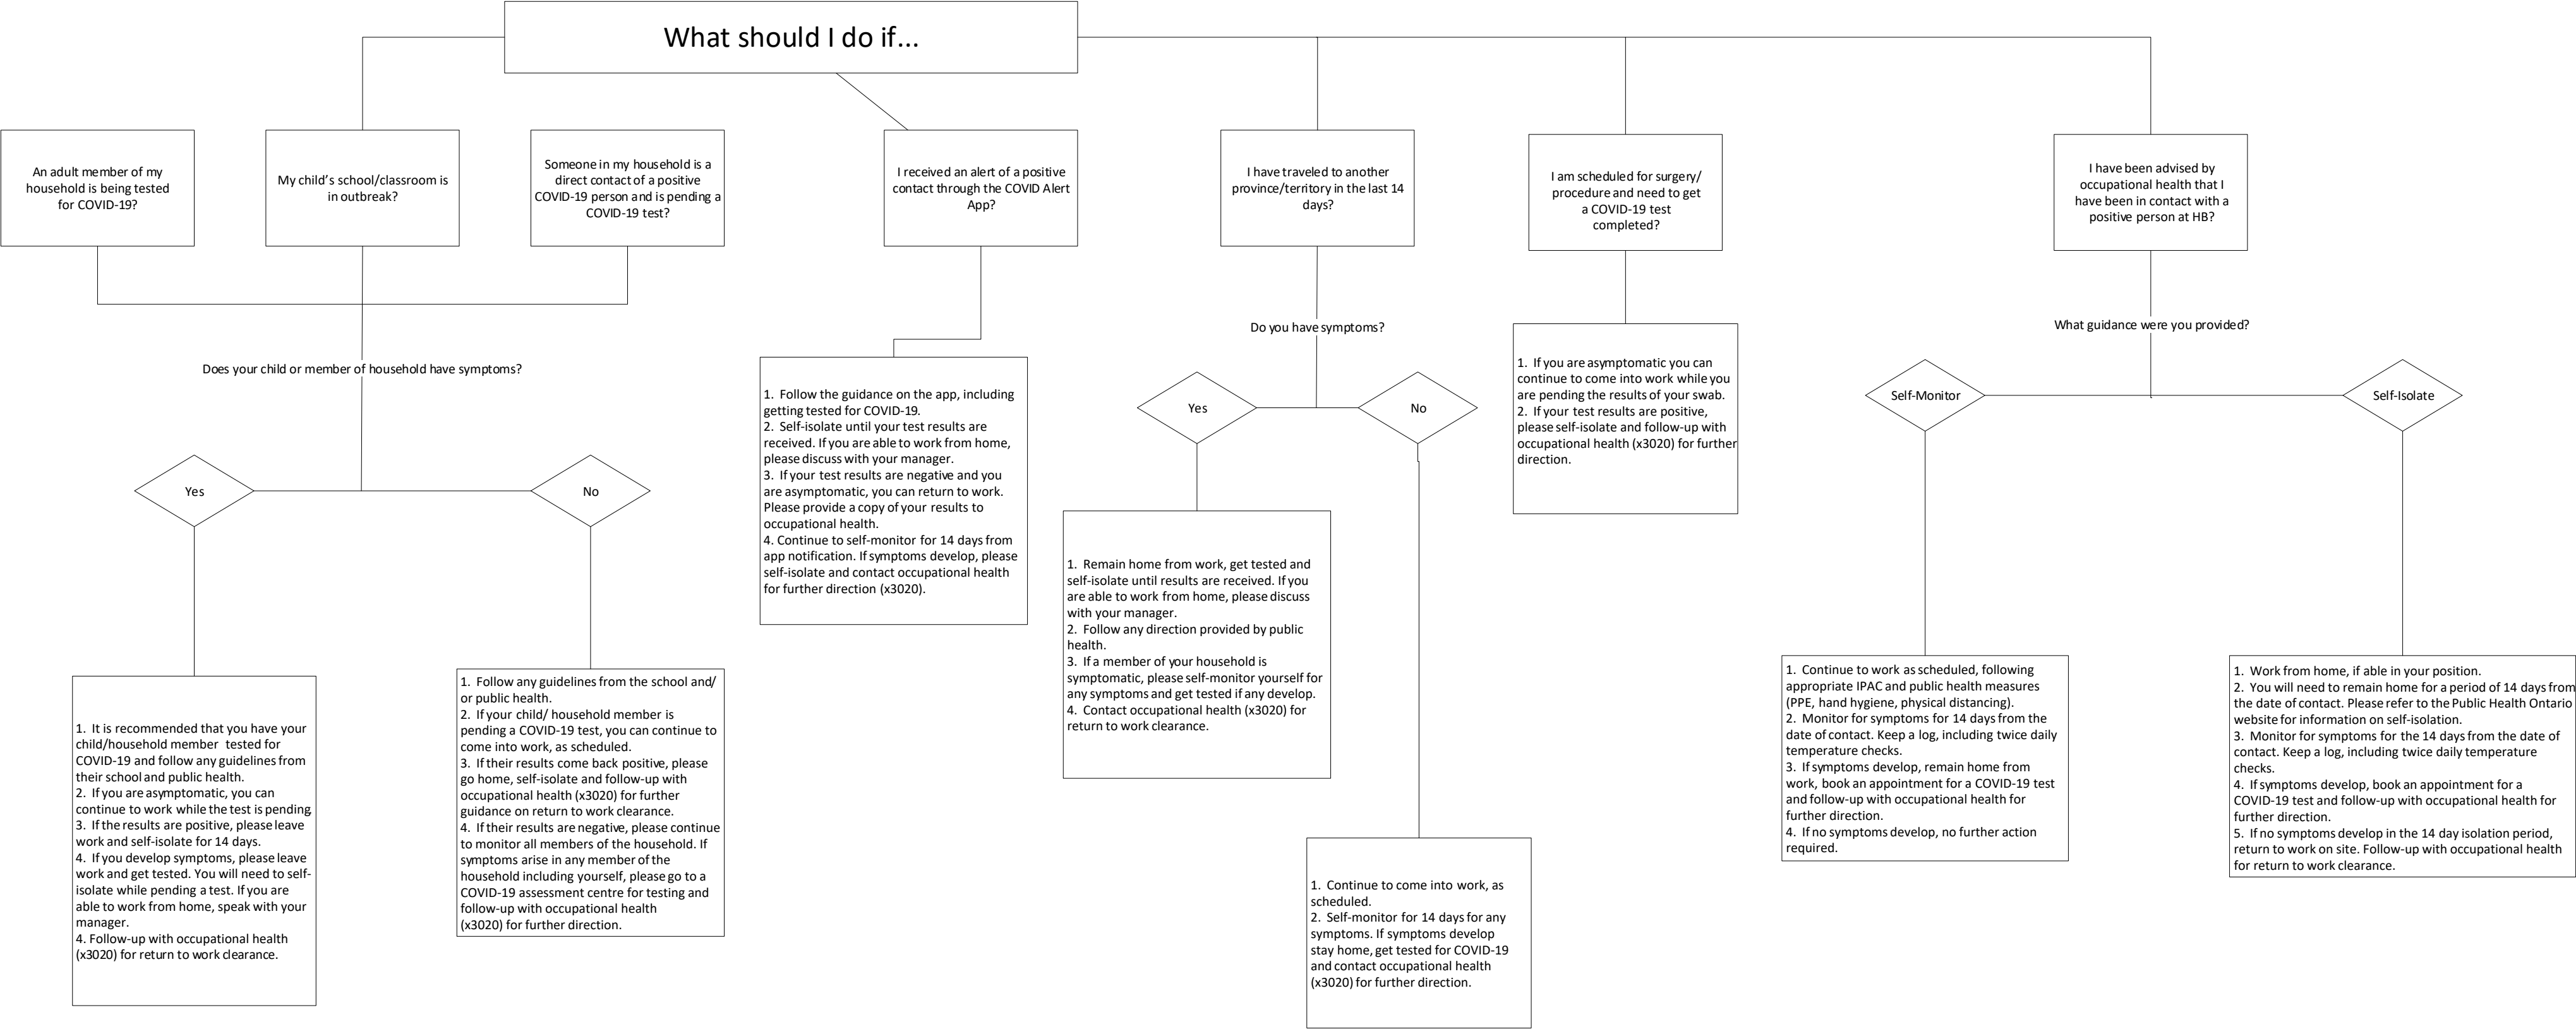 What should I do if...
An adult member of my
household is being tested
for COVID-19?
My child's school/classroom is
in outbreak?
Someone in my household is a
direct contact of a positive
COVID-19 person and is pending a
COVID-19 test?
I received an alert of a positive
contact through the COVID Alert
App?
I have traveled to another
province/territory in the last 14
days?
I am scheduled for surgery/
procedure and need to get
a COVID-19 test
completed?
I have been advised by
occupational health that I
have been in contact with a
positive person at HB?
Does your child or member of household have symptoms?
Yes
No
1. It is recommended that you have your
child/household member tested for
COVID-19 and follow any guidelines from
their school and public health.
2. If you are asymptomatic, you can
continue to work while the test is pending.
3. If the results are positive, please leave
work and self-isolate for 14 days.
4. If you develop symptoms, please leave
work and get tested. You will need to self-
isolate while pending a test. If you are
able to work from home, speak with your
manager.
4. Follow-up with occupational health
(x3020) for return to work clearance.
1. Follow any guidelines from the school and/
or public health.
2. If your child/ household member is
pending a COVID-19 test, you can continue to
come into work, as scheduled.
3. If their results come back positive, please
go home, self-isolate and follow-up with
occupational health (x3020) for further
guidance on return to work clearance.
4. If their results are negative, please continue
to monitor all members of the household. If
symptoms arise in any member of the
household including yourself, please go to a
COVID-19 assessment centre for testing and
follow-up with occupational health
(x3020) for further direction.
1. Follow the guidance on the app, including
getting tested for COVID-19.
2. Self-isolate until your test results are
received. If you are able to work from home,
please discuss with your manager.
3. If your test results are negative and you
are asymptomatic, you can return to work.
Please provide a copy of your results to
occupational health.
4. Continue to self-monitor for 14 days from
app notification. If symptoms develop, please
self-isolate and contact occupational health
for further direction (x3020).
Do you have symptoms?
Yes
No
1. Remain home from work, get tested and
self-isolate until results are received. If you
are able to work from home, please discuss
with your manager.
2. Follow any direction provided by public
health.
3. If a member of your household is
symptomatic, please self-monitor yourself for
any symptoms and get tested if any develop.
4. Contact occupational health (x3020) for
return to work clearance.
1. Continue to come into work, as
scheduled.
2. Self-monitor for 14 days for any
symptoms. If symptoms develop
stay home, get tested for COVID-19
and contact occupational health
(x3020) for further direction.
1. If you are asymptomatic you can
continue to come into work while you
are pending the results of your swab.
2. If your test results are positive,
please self-isolate and follow-up with
occupational health (x3020) for further
direction.
What guidance were you provided?
Self-Monitor
Self-Isolate
1. Continue to work as scheduled, following
appropriate IPAC and public health measures
(PPE, hand hygiene, physical distancing).
2. Monitor for symptoms for 14 days from the
date of contact. Keep a log, including twice daily
temperature checks.
3. If symptoms develop, remain home from
work, book an appointment for a COVID-19 test
and follow-up with occupational health for
further direction.
4. If no symptoms develop, no further action
required.
1. Work from home, if able in your position.
2. You will need to remain home for a period of 14 days from
the date of contact. Please refer to the Public Health Ontario
website for information on self-isolation.
3. Monitor for symptoms for the 14 days from the date of
contact. Keep a log, including twice daily temperature
checks.
4. If symptoms develop, book an appointment for a
COVID-19 test and follow-up with occupational health for
further direction.
5. If no symptoms develop in the 14 day isolation period,
return to work on site. Follow-up with occupational health
for return to work clearance.